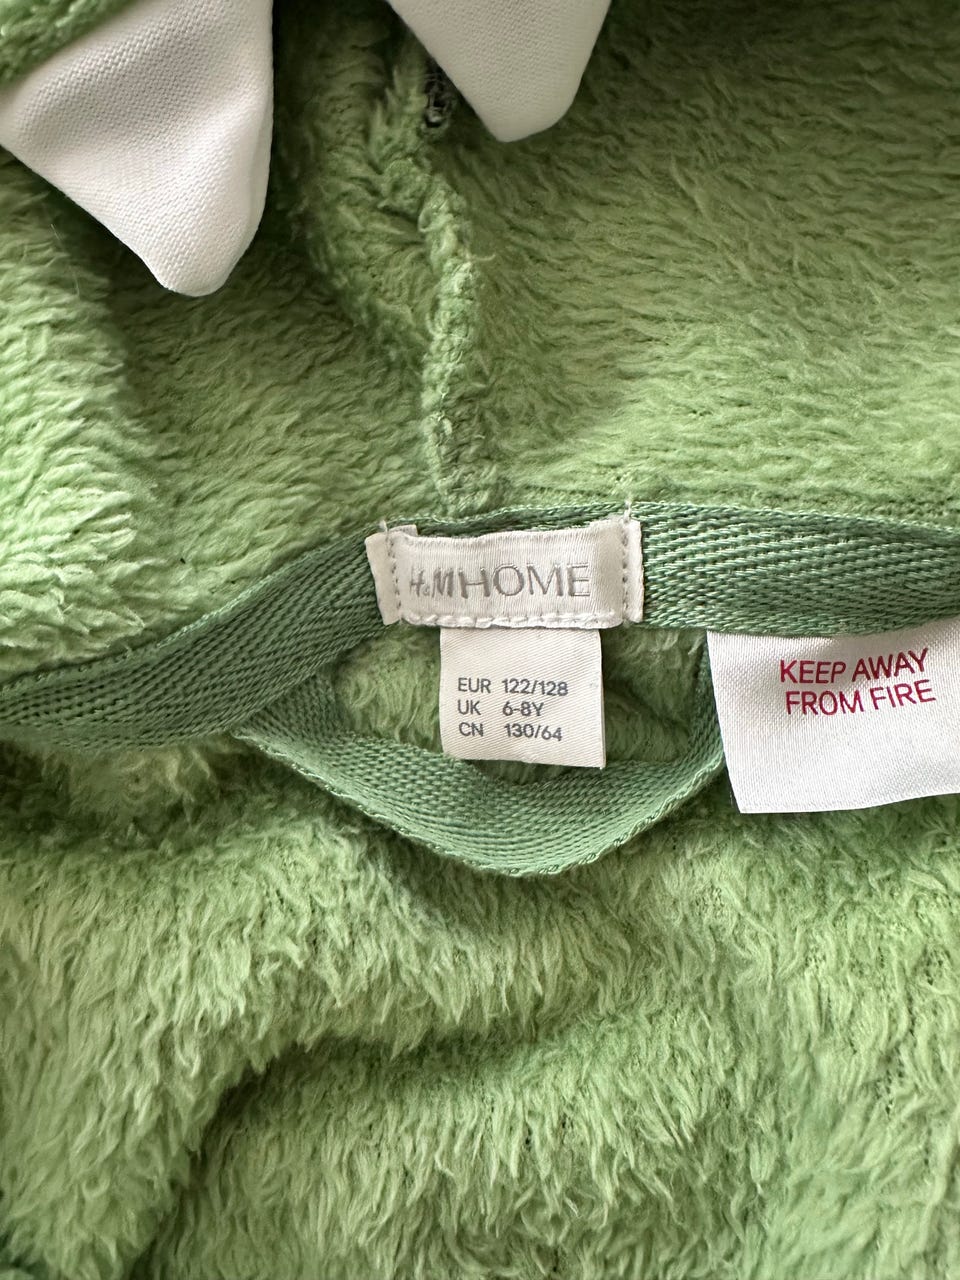 H&M HOME
EUR 122/128
UK 6-8Y
CN 130/64
KEEP AWAY
FROM FIRE